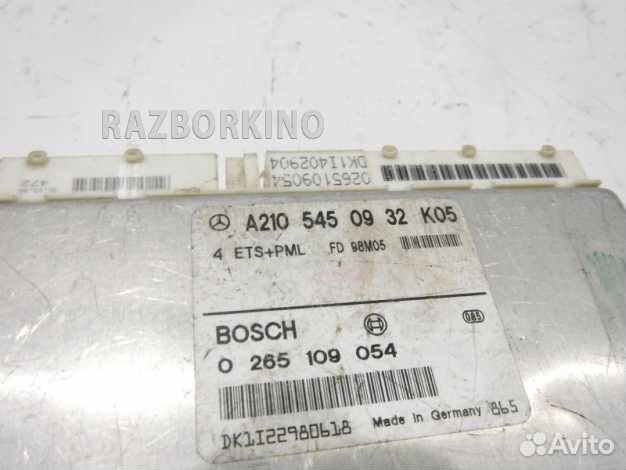 RAZBORKINO
0265109054
DK1I402904
A210 545 09 32 K05
4 ETS+PML FD 98M05
BOSCH
085
0 265 109 054
DK1I22980618 Made in Germany 865
Avito